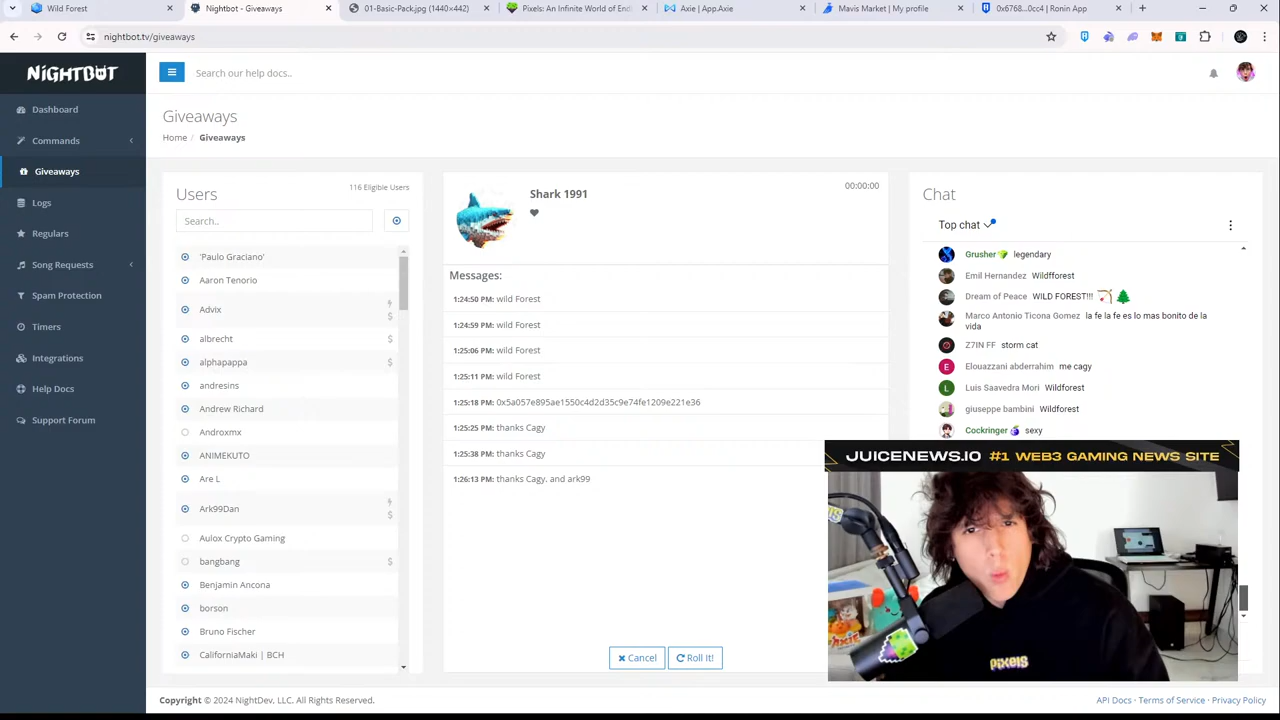 Wild Forest
Nightbot - Giveaways
01-Basic-Pack.jpg (1440×442)
Pixels: An Infinite World of End
Axie | App.Axie
Mavis Market | My profile
0x6768...0cc4 | Ronin App
nightbot.tv/giveaways
NiGHTBOT
Search our help docs..
Dashboard
Commands
Giveaways
Logs
Regulars
Song Requests
Spam Protection
Timers
Integrations
Help Docs
Support Forum
Giveaways
Home / Giveaways
Users
116 Eligible Users
Search..
'Paulo Graciano'
Aaron Tenorio
Advix
$
albrecht $
alphapappa $
andresins
Andrew Richard
Androxmx
ANIMEKUTO
Are L
Ark99Dan
$
Aulox Crypto Gaming
bangbang $
Benjamin Ancona
borson
Bruno Fischer
CaliforniaMaki | BCH
Shark 1991
00:00:00
Messages:
1:24:50 PM: wild Forest
1:24:59 PM: wild Forest
1:25:06 PM: wild Forest
1:25:11 PM: wild Forest
1:25:18 PM: 0x5a057e895ae1550c4d2d35c9e74fe1209e221e36
1:25:25 PM: thanks Cagy
1:25:38 PM: thanks Cagy
1:26:13 PM: thanks Cagy. and ark99
Cancel
Roll It!
Chat
Top chat
Grusher legendary
Emil Hernandez Wildfforest
Dream of Peace WILD FOREST!!!
Marco Antonio Ticona Gomez la fe la fe es lo mas bonito de la
vida
Z7IN FF storm cat
Elouazzani abderrahim me cagy
L Luis Saavedra Mori Wildforest
giuseppe bambini Wildforest
Cockringer sexy
JUICENEWS.IO #1 WEB3 GAMING NEWS SITE
AXIE
PIXELS
Copyright © 2024 NightDev, LLC. All Rights Reserved.
API Docs · Terms of Service · Privacy Policy